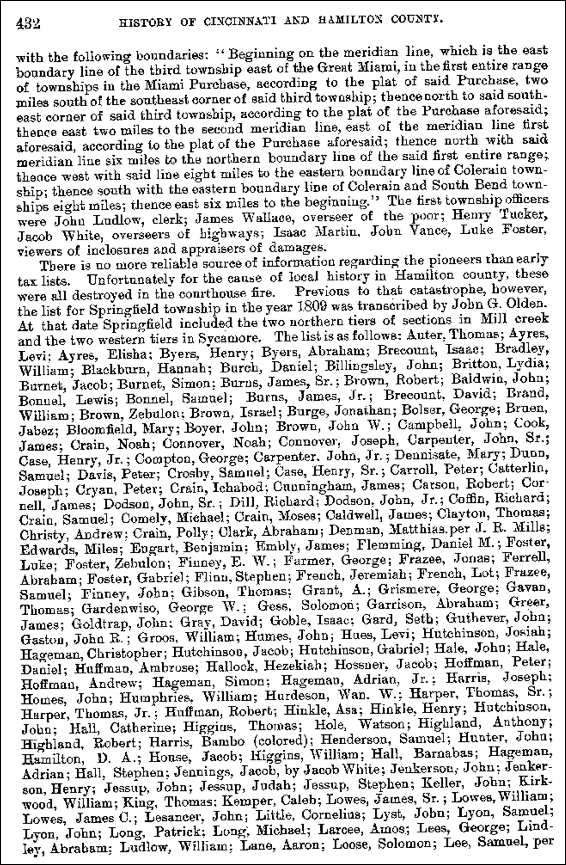 432
HISTORY OF CINCINNATI AND HAMILTON COUNTY.
with the following boundaries: "Beginning on the meridian line, which is the east
boundary line of the third township east of the Great Miami, in the first entire range
of townships in the Miami Purchase, according to the plat of said Purchase, two
miles south of the southeast corner of said third township; thence north to said south-
east corner of said third township, according to the plat of the Purchase aforesaid;
thence east two miles to the second meridian line, east of the meridian line first
aforesaid, according to the plat of the Purchase aforesaid; thence north with said
meridian line six miles to the northern boundary line of the said first entire range;
thence west with said line eight miles to the eastern boundary line of Colerain town-
ship; thence south with the eastern boundary line of Colerain and South Bend town-
ships eight miles; thence east six miles to the beginning." The first township officers
were John Ludlow, clerk; James Wallace, overseer of the poor; Henry Tucker,
Jacob White, overseers of highways; Isaac Martin, John Vance, Luke Foster,
viewers of inclosures and appraisers of damages.
There is no more reliable source of information regarding the pioneers than early
tax lists. Unfortunately for the cause of local history in Hamilton county, these
were all destroyed in the courthouse fire. Previous to that catastrophe, however,
the list for Springfield township in the year 1809 was transcribed by John G. Olden.
At that date Springfield included the two northern tiers of sections in Mill creek
and the two western tiers in Sycamore. The list is as follows: Auter, Thomas; Ayres,
Levi; Ayres, Elisha; Byers, Henry; Byers, Abraham; Brecount, Isaac; Bradley,
William; Blackburn, Hannah; Burch, Daniel; Billingsley, John; Britton, Lydia;
Burnet, Jacob; Burnet, Simon; Burns, James, Sr.; Brown, Robert; Baldwin, John;
Bonuel, Lewis; Bonnel, Samuel; Burns, James, Jr.; Brecount, David; Brand,
William; Brown, Zebulon; Brown, Israel; Burge, Jonathan; Bolser, George; Bruen,
Jabez; Bloomfield, Mary; Boyer, John; Brown, John W.; Campbell, John; Cook,
James; Crain, Noah; Connover, Noah; Connover, Joseph, Carpenter, John, Sr.;
Case, Henry, Jr.; Compton, George; Carpenter, John, Jr.; Dennisate, Mary; Dunn,
Samuel; Davis, Peter; Crosby, Samuel; Case, Henry, Sr.; Carroll, Peter; Catterlin,
Joseph; Cryan, Peter; Crain, Ichabod; Cunningham, James; Carson, Robert; Cor-
nell, James; Dodson, John, Sr.; Dill, Richard; Dodson, John, Jr.; Coffin, Richard;
Crain, Samuel; Comely, Michael; Crain, Moses; Caldwell, James; Clayton, Thomas;
Christy, Andrew; Crain, Polly; Clark, Abraham; Denman, Matthias, per J. R. Mills;
Edwards, Miles; Engart, Benjamin; Embly, James; Flemming, Daniel M.; Foster,
Luke; Foster, Zebulon; Finney, E. W.; Farmer, George; Frazee, Jonas; Ferrell,
Abraham; Foster, Gabriel; Flinn, Stephen; French, Jeremiah; French, Lot; Frazee,
Samuel; Finney, John; Gibson, Thomas; Grant, A.; Grismere, George; Gavan,
Thomas; Gardenwiso, George W.; Gess, Solomon; Garrison, Abraham; Greer,
James; Goldtrap, John; Gray, David; Goble, Isaac; Gard, Seth; Guthever, John;
Gaston, John R.; Groos, William; Humes, John; Hues, Levi; Hutchinson, Josiah;
Hageman, Christopher; Hutchinson, Jacob; Hutchinson, Gabriel; Hale, John; Hale,
Daniel; Huffman, Ambrose; Hallock, Hezekiah; Hossner, Jacob; Hoffman, Peter;
Hoffman, Andrew; Hageman, Simon; Hageman, Adrian, Jr.; Harris, Joseph;
Homes, John; Humphries, William; Hurdeson, Wan. W.; Harper, Thomas, Sr.;
Harper, Thomas, Jr.; Huffman, Robert; Hinkle, Asa; Hinkle, Henry; Hutchinson,
John; Hall, Catherine; Higgins, Thomas; Hole, Watson; Highland, Anthony;
Highland, Robert; Harris, Bambo (colored); Henderson, Samuel; Hunter, John;
Hamilton, D. A.; House, Jacob; Higgins, William; Hall, Barnabas; Hageman,
Adrian; Hall, Stephen; Jennings, Jacob, by Jacob White; Jenkerson, John; Jenker-
son, Henry; Jessup, John; Jessup, Judah; Jessup, Stephen; Keller, John; Kirk-
wood, William; King, Thomas; Kemper, Caleb; Lowes, James, Sr.; Lowes, William;
Lowes, James C.; Lesancer, John; Little, Cornelius; Lyst, John; Lyon, Samuel;
Lyon, John; Long, Patrick; Long, Michael; Larcee, Amos; Lees, George; Lind-
ley, Abraham; Ludlow, William; Lane, Aaron; Loose, Solomon; Lee, Samuel, per